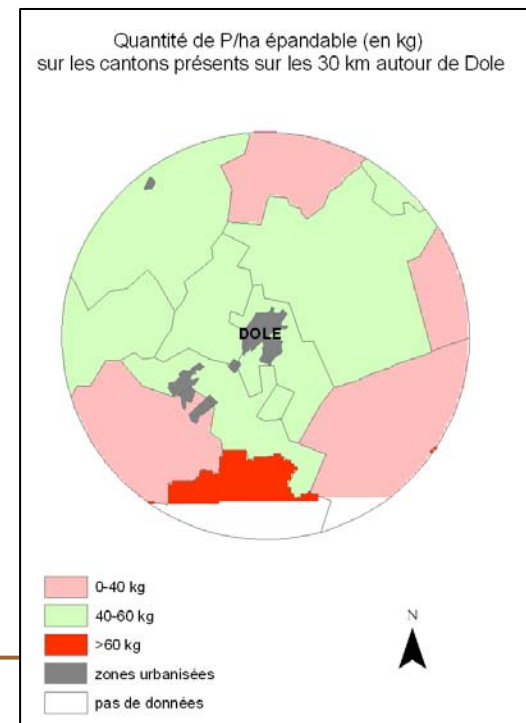 Quantité de P/ha épandable (en kg)
sur les cantons présents sur les 30 km autour de Dole
DOLE
0-40 kg
40-60 kg
>60 kg
zones urbanisées
pas de données
N